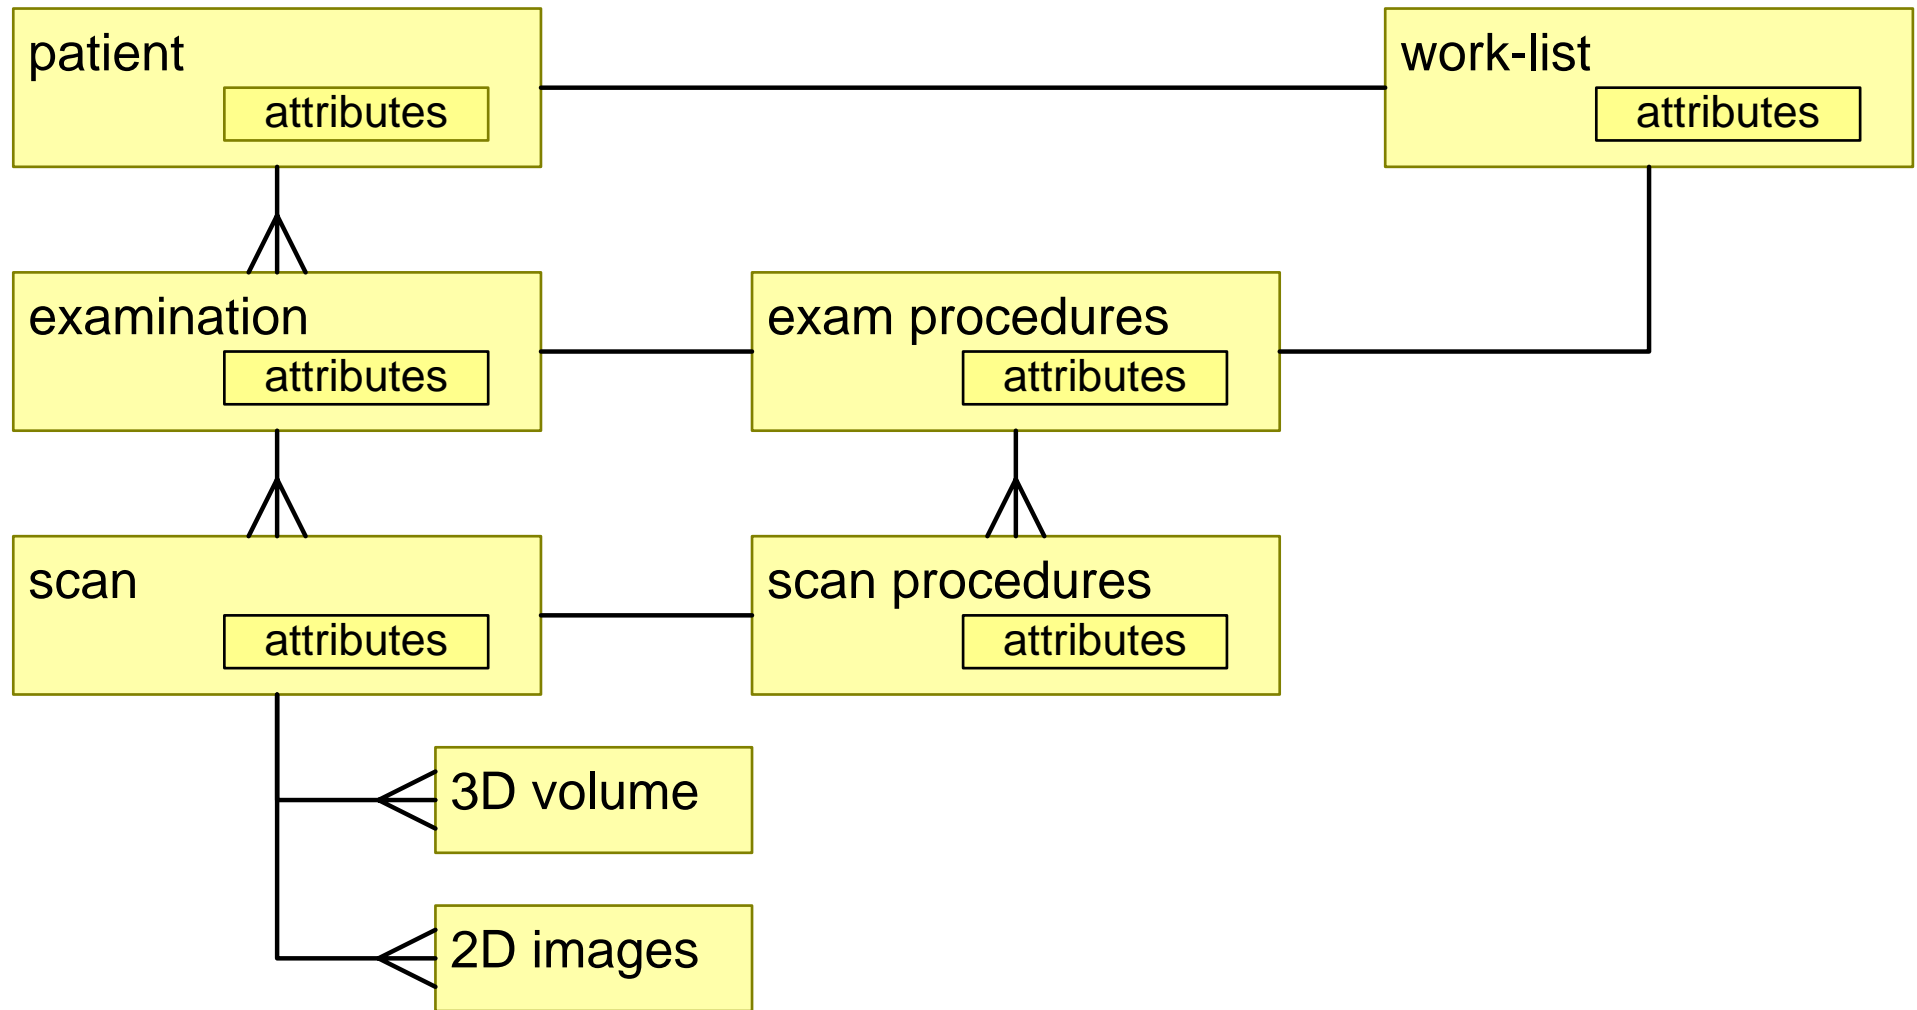 patient
attributes
work-list
attributes
examination
attributes
exam procedures
attributes
scan
attributes
scan procedures
attributes
3D volume
2D images